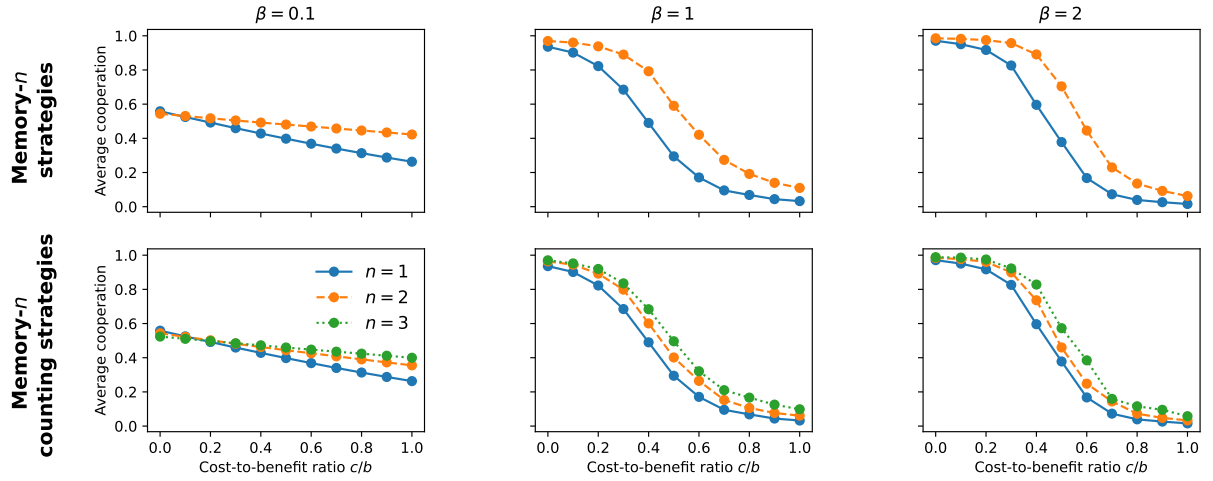 β = 0.1
β = 1
β = 2
Memory-n
strategies
Average cooperation
1.0
0.8
0.6
0.4
0.2
0.0
Memory-n
counting strategies
Average cooperation
1.0
0.8
0.6
0.4
0.2
0.0
n = 1
n = 2
n = 3
0.0 0.2 0.4 0.6 0.8 1.0
0.0 0.2 0.4 0.6 0.8 1.0
0.0 0.2 0.4 0.6 0.8 1.0
Cost-to-benefit ratio c/b
Cost-to-benefit ratio c/b
Cost-to-benefit ratio c/b